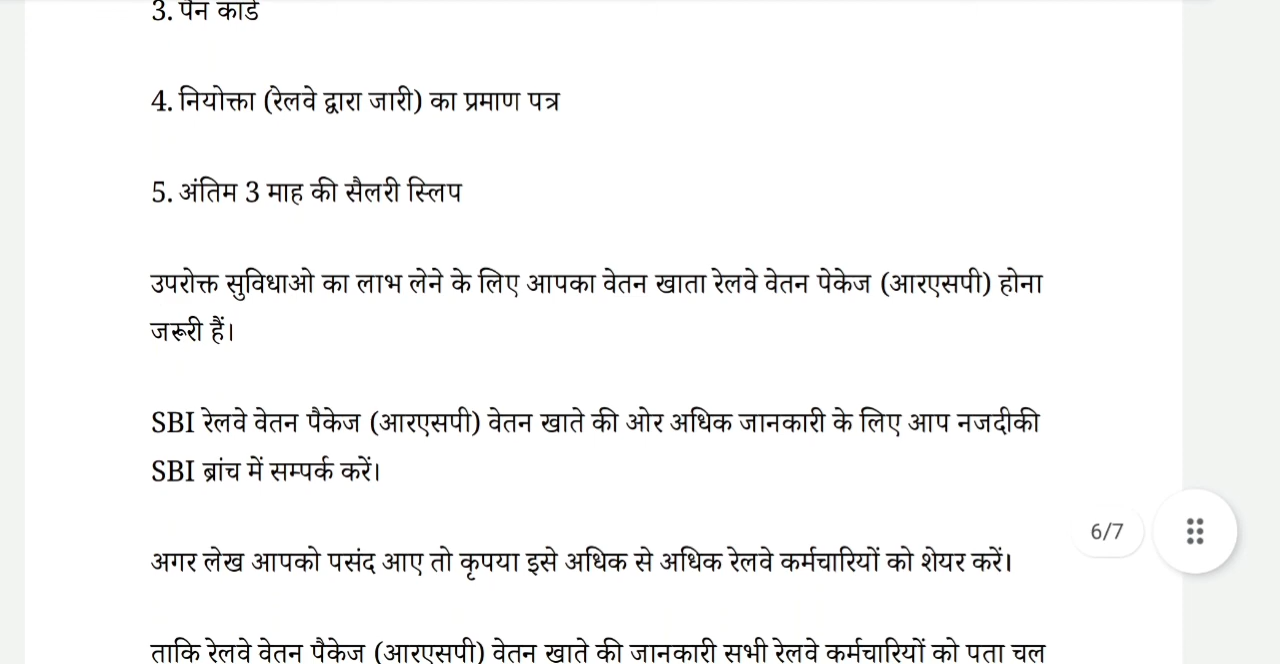 3. पैन कार्ड
4. नियोक्ता (रेलवे द्वारा जारी) का प्रमाण पत्र
5. अंतिम 3 माह की सैलरी स्लिप
उपरोक्त सुविधाओ का लाभ लेने के लिए आपका वेतन खाता रेलवे वेतन पेकेज (आरएसपी) होना
जरूरी हैं।
SBI रेलवे वेतन पैकेज (आरएसपी) वेतन खाते की ओर अधिक जानकारी के लिए आप नजदीकी
SBI ब्रांच में सम्पर्क करें।
6/7
अगर लेख आपको पसंद आए तो कृपया इसे अधिक से अधिक रेलवे कर्मचारियों को शेयर करें।
ताकि रेलवे वेतन पैकेज (आरएसपी) वेतन खाते की जानकारी सभी रेलवे कर्मचारियों को पता चल